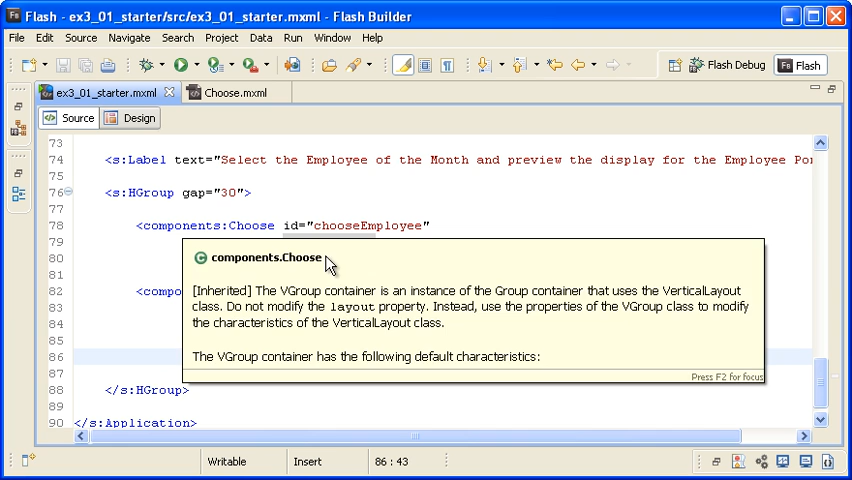 Flash - ex3_01_starter/src/ex3_01_starter.mxml - Flash Builder
File Edit Source Navigate Search Project Data Run Window Help
Flash Debug Flash
ex3_01_starter.mxml Choose.mxml
Source Design
73
74 <s:Label text="Select the Employee of the Month and preview the display for the Employee Po
75
76 <s:HGroup gap="30">
77
78 <components:Choose id="chooseEmployee"
79
80
81
82 <compo
83
84
85
86
87
88 </s:HGroup>
89
90 </s:Application>
components.Choose
[Inherited] The VGroup container is an instance of the Group container that uses the VerticalLayout
class. Do not modify the layout property. Instead, use the properties of the VGroup class to modify
the characteristics of the VerticalLayout class.
The VGroup container has the following default characteristics:
Press F2 for focus
Writable Insert 86 : 43